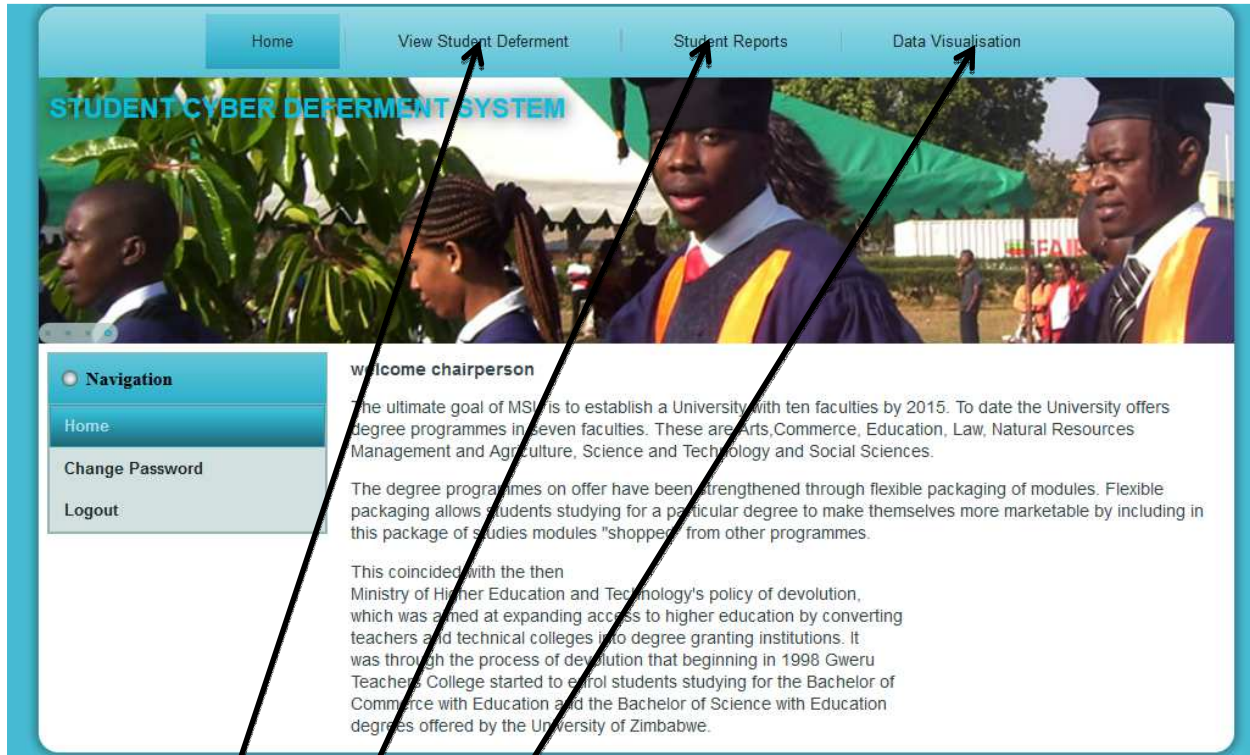 Home View Student Deferment Student Reports Data Visualisation
STUDENT CYBER DEFERMENT SYSTEM
FAIR
Navigation
Home
Change Password
Logout
welcome chairperson
The ultimate goal of MSU is to establish a University with ten faculties by 2015. To date the University offers
degree programmes in seven faculties. These are Arts,Commerce, Education, Law, Natural Resources
Management and Agriculture, Science and Technology and Social Sciences.
The degree programmes on offer have been strengthened through flexible packaging of modules. Flexible
packaging allows students studying for a particular degree to make themselves more marketable by including in
this package of studies modules "shopped" from other programmes.
This coincided with the then
Ministry of Higher Education and Technology's policy of devolution,
which was aimed at expanding access to higher education by converting
teachers and technical colleges into degree granting institutions. It
was through the process of devolution that beginning in 1998 Gweru
Teachers College started to enrol students studying for the Bachelor of
Commerce with Education and the Bachelor of Science with Education
degrees offered by the University of Zimbabwe.